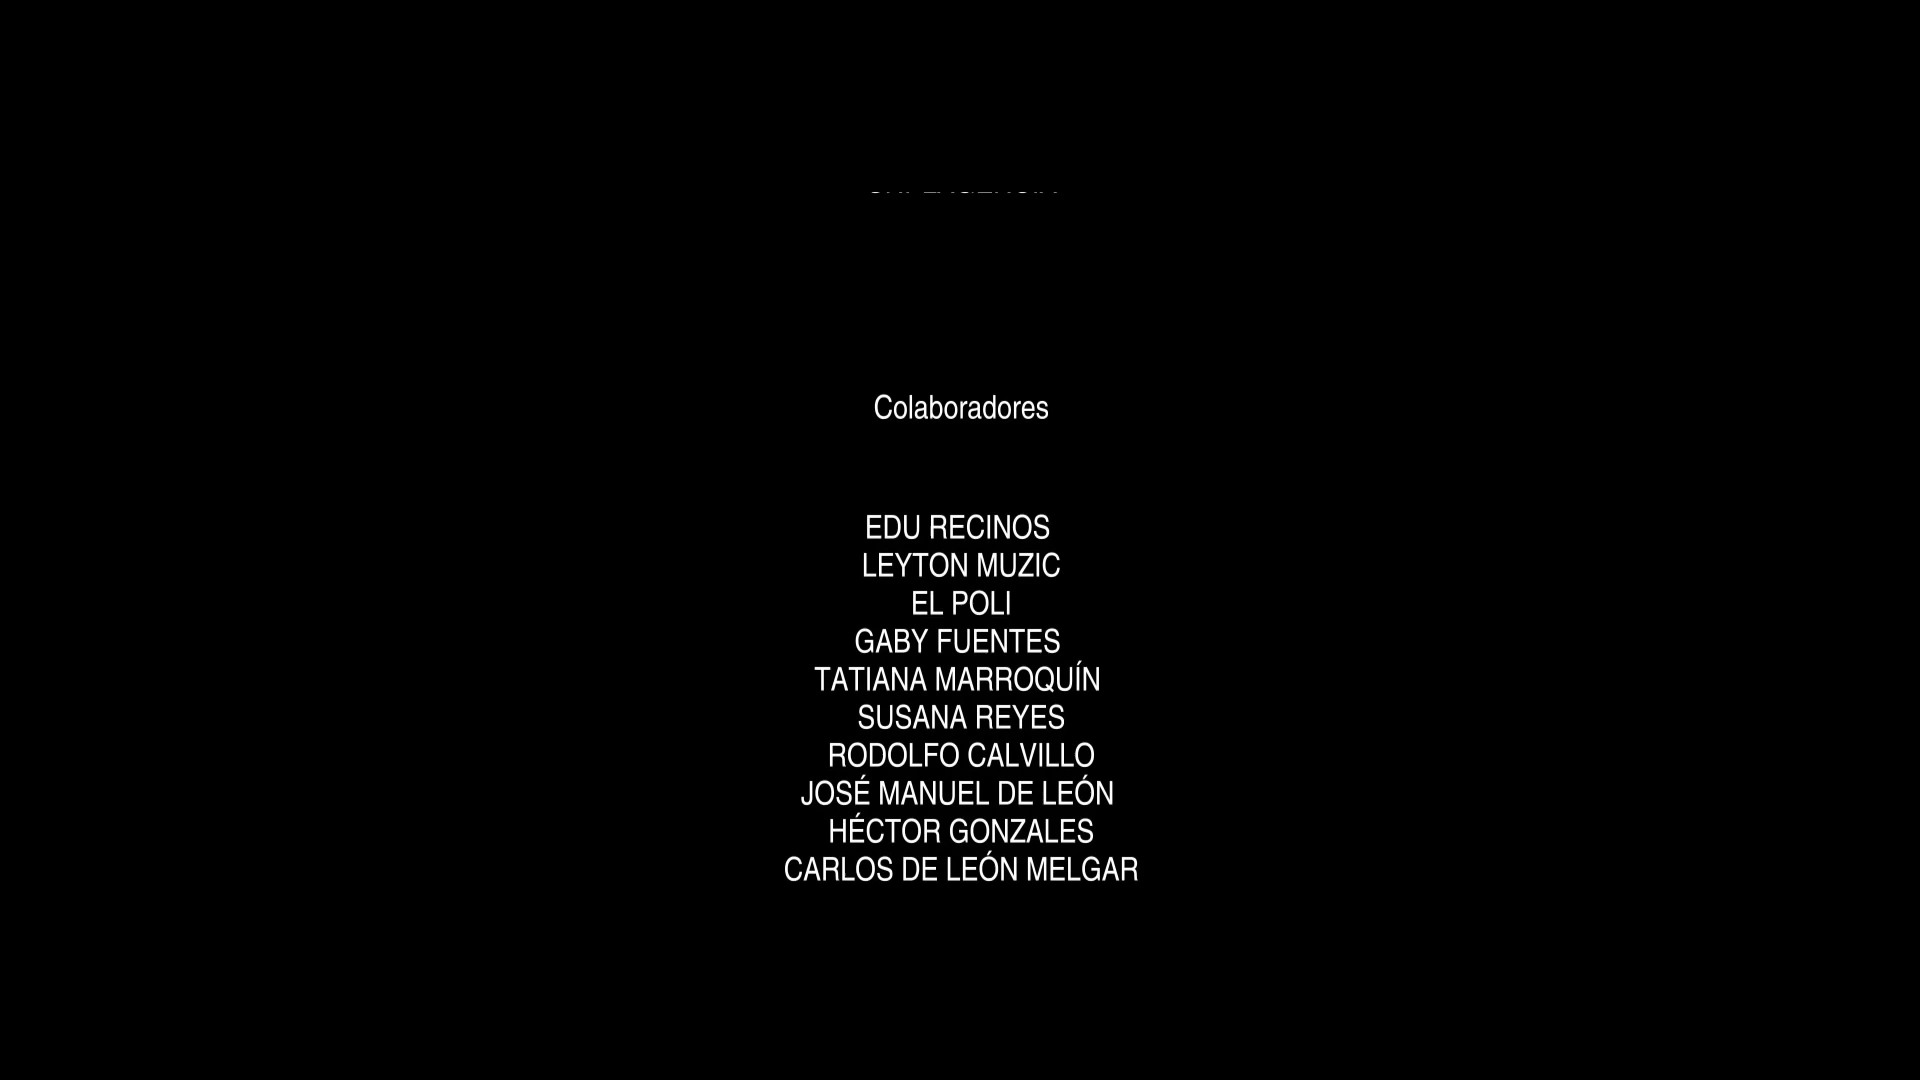 Colaboradores
EDU RECINOS
LEYTON MUZIC
EL POLI
GABY FUENTES
TATIANA MARROQUÍN
SUSANA REYES
RODOLFO CALVILLO
JOSÉ MANUEL DE LEÓN
HÉCTOR GONZALES
CARLOS DE LEÓN MELGAR